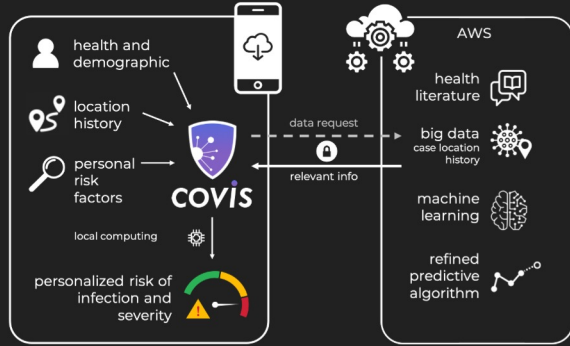 health and
demographic
location
history
personal
risk
factors
covis
local computing
personalized risk of
infection and
severity
data request
relevant info
AWS
health
literature
big data
case location
history
machine
learning
refined
predictive
algorithm